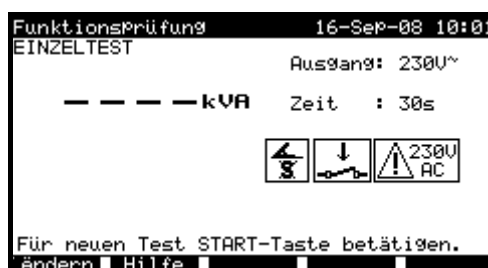 Funktionsprüfung 16-Sep-08 10:01
EINZELTEST
Ausgang: 230V~
– – – – kVA Zeit : 30s
230V
AC
Für neuen Test START-Taste betätigen.
ändern Hilfe